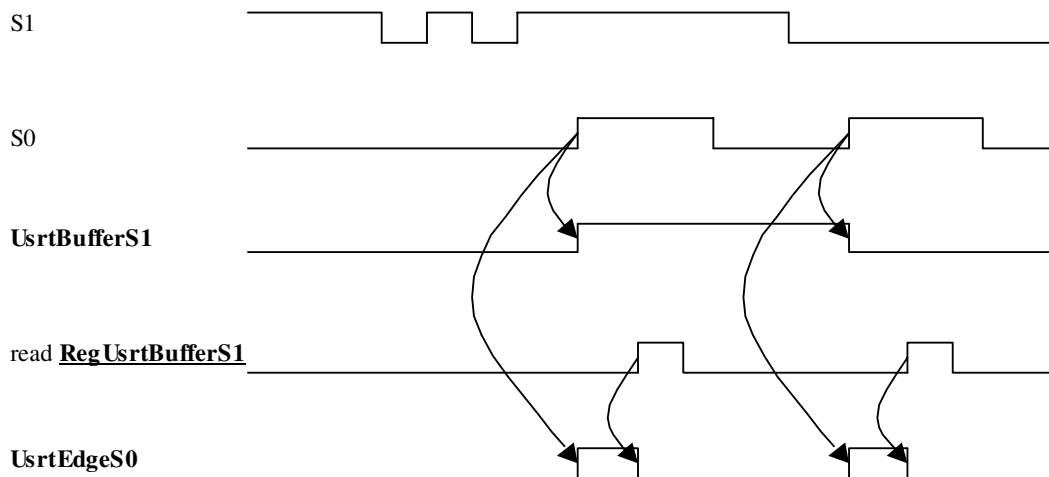 S1
S0
UsrtBufferS1
read RegUsrtBufferS1
UsrtEdgeS0